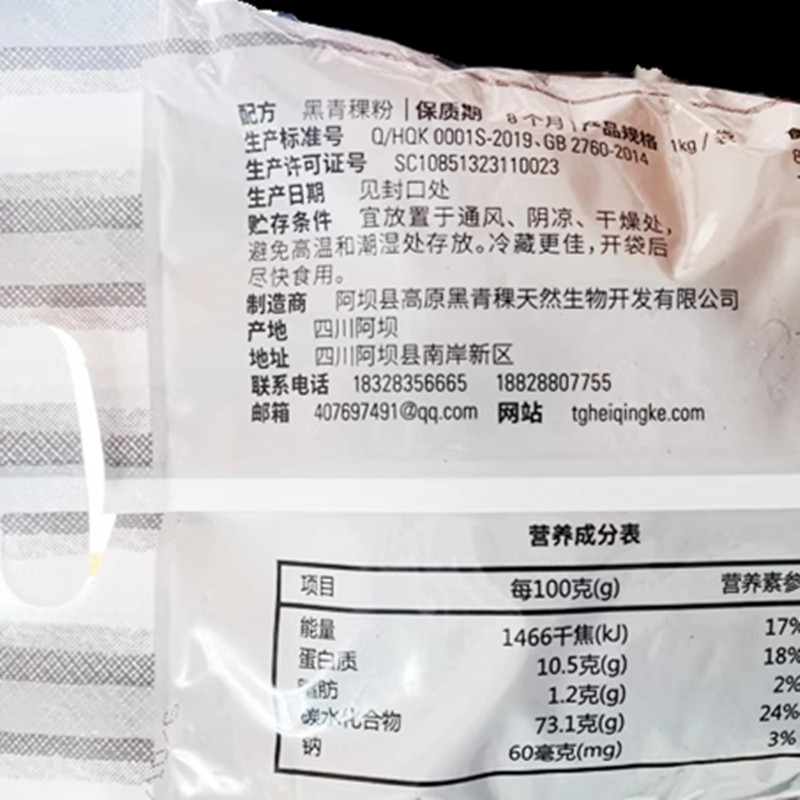 配方 黑青稞粉 | 保质期 8个月 | 产品规格 1kg / 袋
生产标准号 Q/HQK 0001S-2019、GB 2760-2014
生产许可证号 SC10851323110023
生产日期 见封口处
贮存条件 宜放置于通风、阴凉、干燥处,
避免高温和潮湿处存放。冷藏更佳,开袋后
尽快食用。
制造商 阿坝县高原黑青稞天然生物开发有限公司
产地 四川阿坝
地址 四川阿坝县南岸新区
联系电话 18328356665 18828807755
邮箱 407697491@qq.com 网站 tgheiqingke.com
营养成分表
项目 每100克(g) 营养素参
能量 1466千焦(kJ) 17%
蛋白质 10.5克(g) 18%
脂肪 1.2克(g) 2%
碳水化合物 73.1克(g) 24%
钠 60毫克(mg) 3%